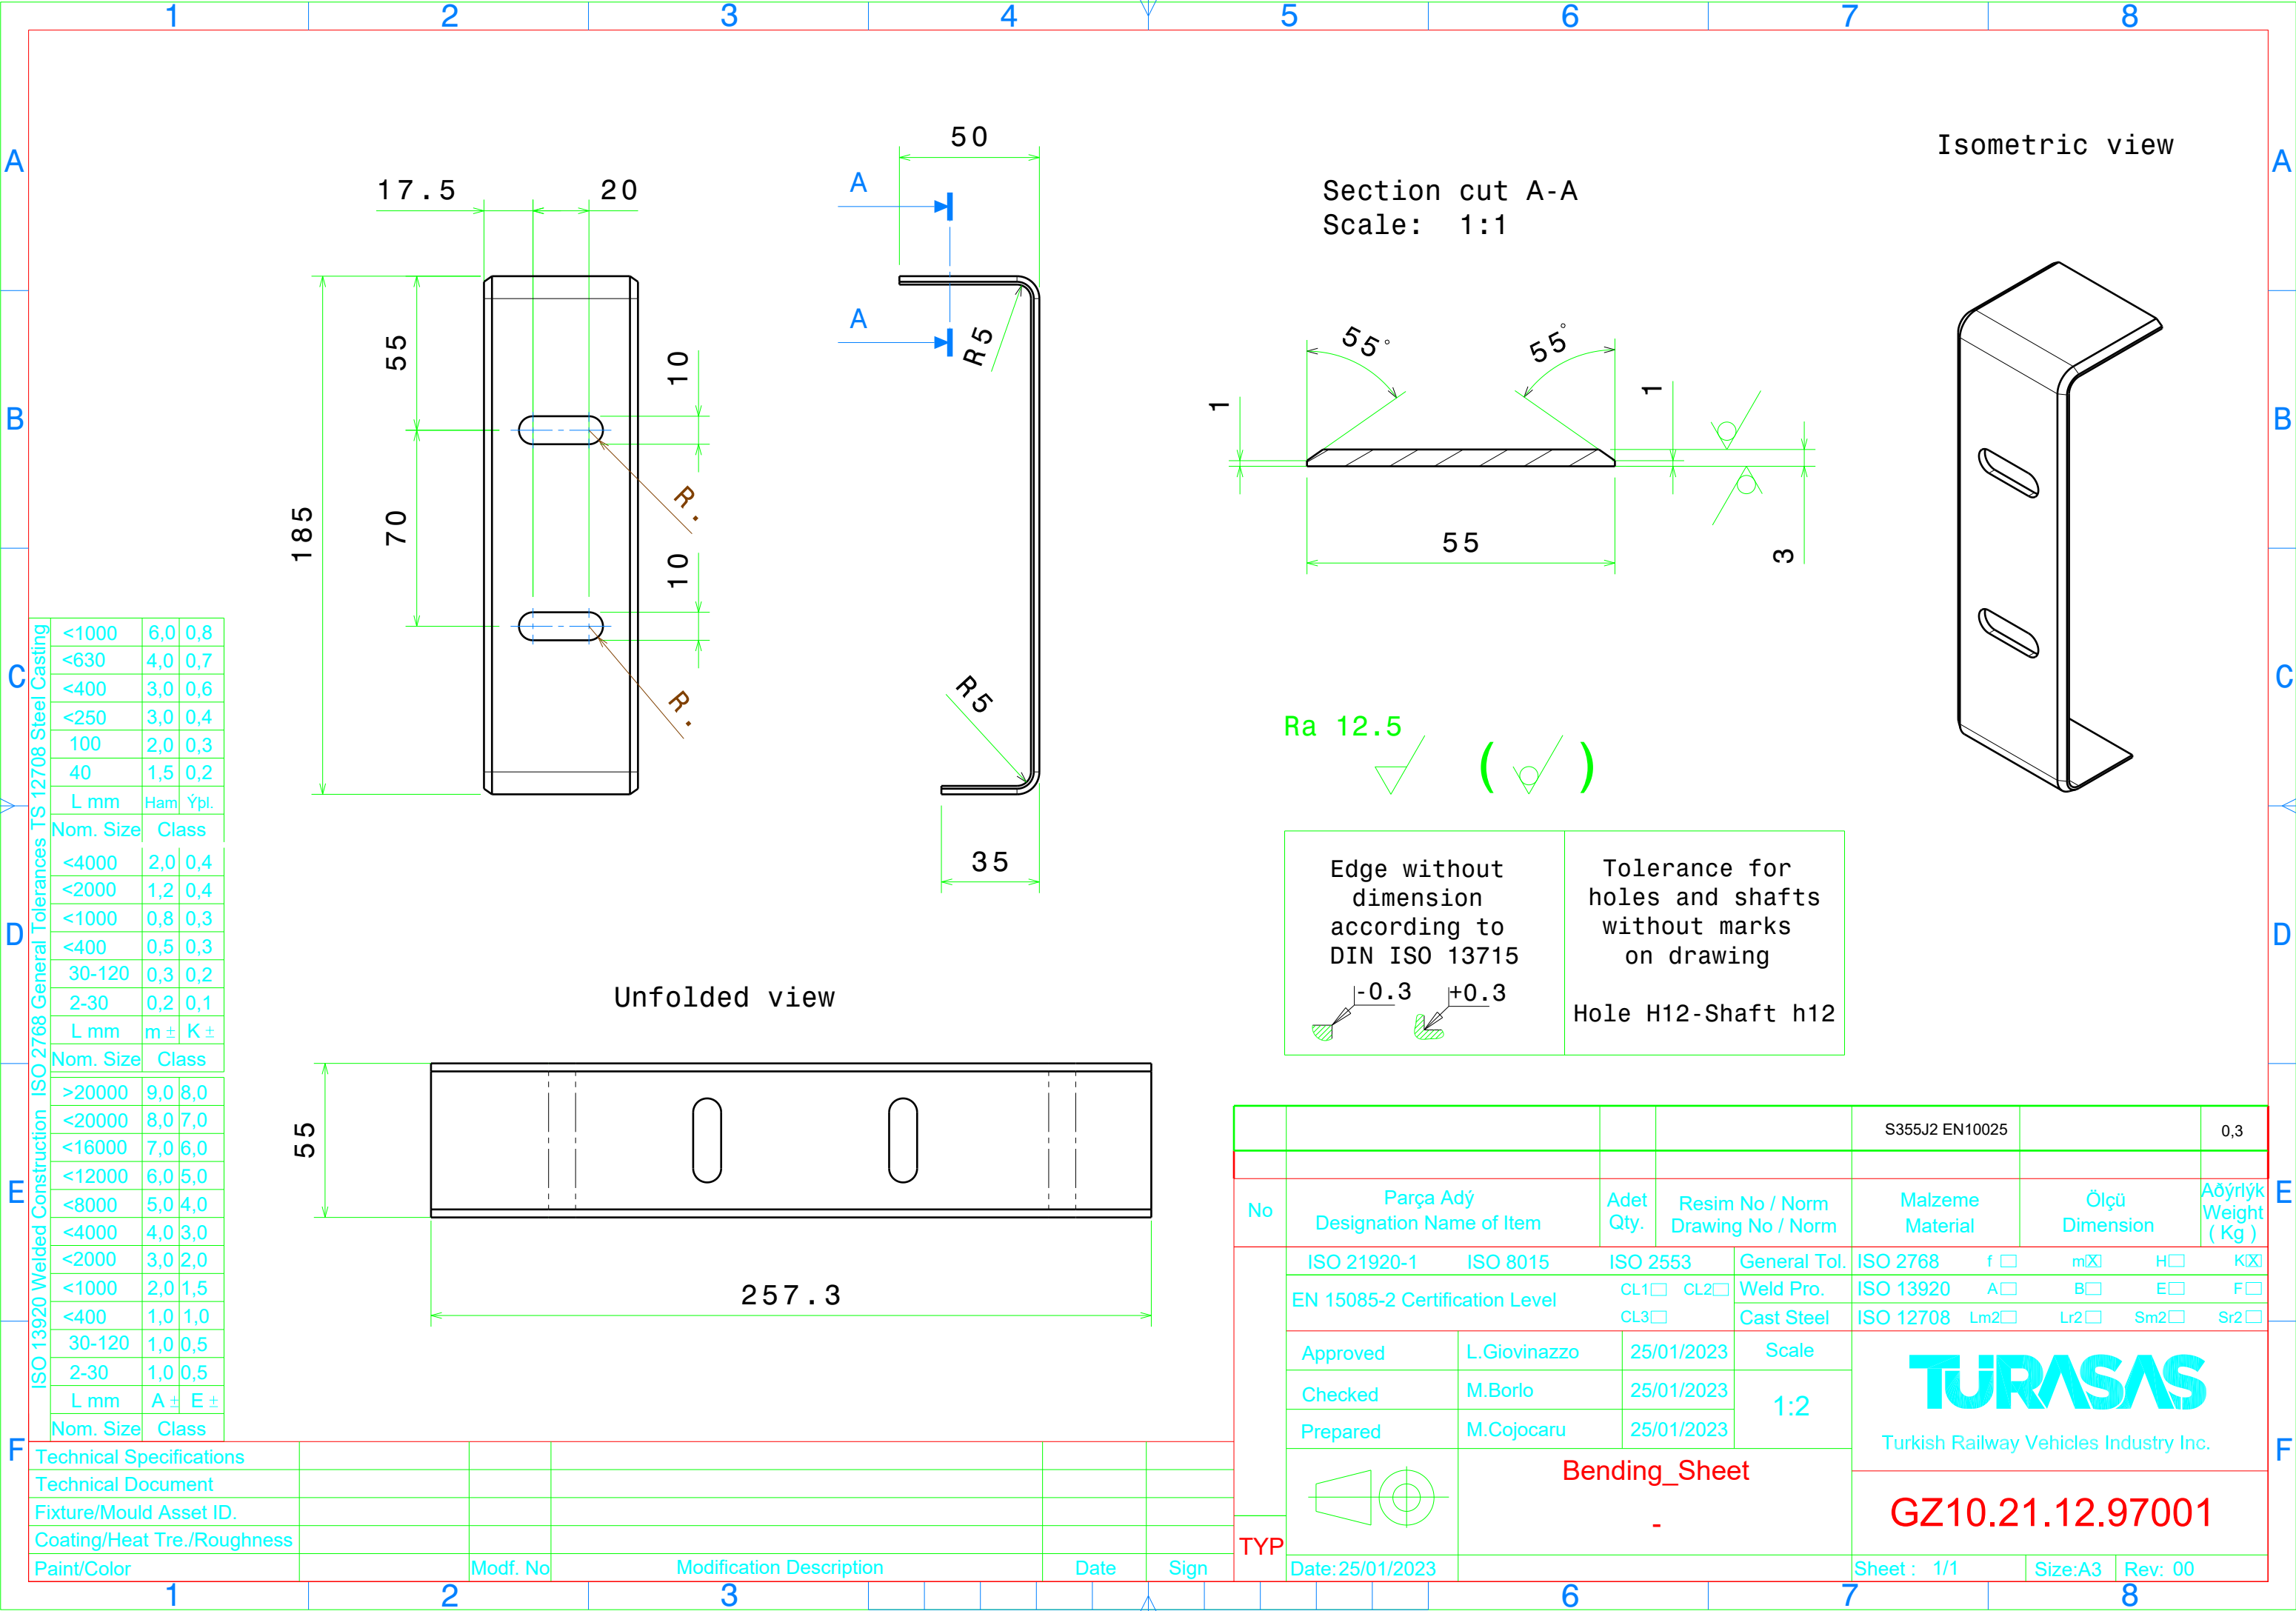 1 2 3 4 5 6 7 8
A A
B B
C C
D D
E E
F F
17.5 20
50
A
A
R5
R5
185
55
70
10
10
R.
R.
35
Section cut A-A
Scale: 1:1
55°
55°
1
1
55
3
Isometric view
Ra 12.5
( )
Edge without
dimension
according to
DIN ISO 13715
-0.3 +0.3
Tolerance for
holes and shafts
without marks
on drawing
Hole H12-Shaft h12
Unfolded view
55
257.3
TS 12708 Steel Casting
<1000 6,0 0,8
<630 4,0 0,7
<400 3,0 0,6
<250 3,0 0,4
100 2,0 0,3
40 1,5 0,2
L mm Ham Ýþl.
Nom. Size Class
ISO 2768 General Tolerances
<4000 2,0 0,4
<2000 1,2 0,4
<1000 0,8 0,3
<400 0,5 0,3
30-120 0,3 0,2
2-30 0,2 0,1
L mm m ± K ±
Nom. Size Class
ISO 13920 Welded Construction
>20000 9,0 8,0
<20000 8,0 7,0
<16000 7,0 6,0
<12000 6,0 5,0
<8000 5,0 4,0
<4000 4,0 3,0
<2000 3,0 2,0
<1000 2,0 1,5
<400 1,0 1,0
30-120 1,0 0,5
2-30 1,0 0,5
L mm A ± E ±
Nom. Size Class
Technical Specifications
Technical Document
Fixture/Mould Asset ID.
Coating/Heat Tre./Roughness
Paint/Color
Modf. No Modification Description Date Sign
S355J2 EN10025 0,3
No
Parça Adý
Designation Name of Item
Adet
Qty.
Resim No / Norm
Drawing No / Norm
Malzeme
Material
Ölçü
Dimension
Aðýrlýk
Weight
( Kg )
ISO 21920-1 ISO 8015 ISO 2553 General Tol. ISO 2768 f m X H K X
EN 15085-2 Certification Level CL1 CL2 CL3
Weld Pro. ISO 13920 A B E F
Cast Steel ISO 12708 Lm2 Lr2 Sm2 Sr2
Approved L.Giovinazzo 25/01/2023
Checked M.Borlo 25/01/2023
Prepared M.Cojocaru 25/01/2023
Scale
1:2
TÜRASAS
Turkish Railway Vehicles Industry Inc.
Bending_Sheet
-
GZ10.21.12.97001
TYP
Date:25/01/2023
Sheet : 1/1 Size:A3 Rev: 00
1 2 3 6 7 8